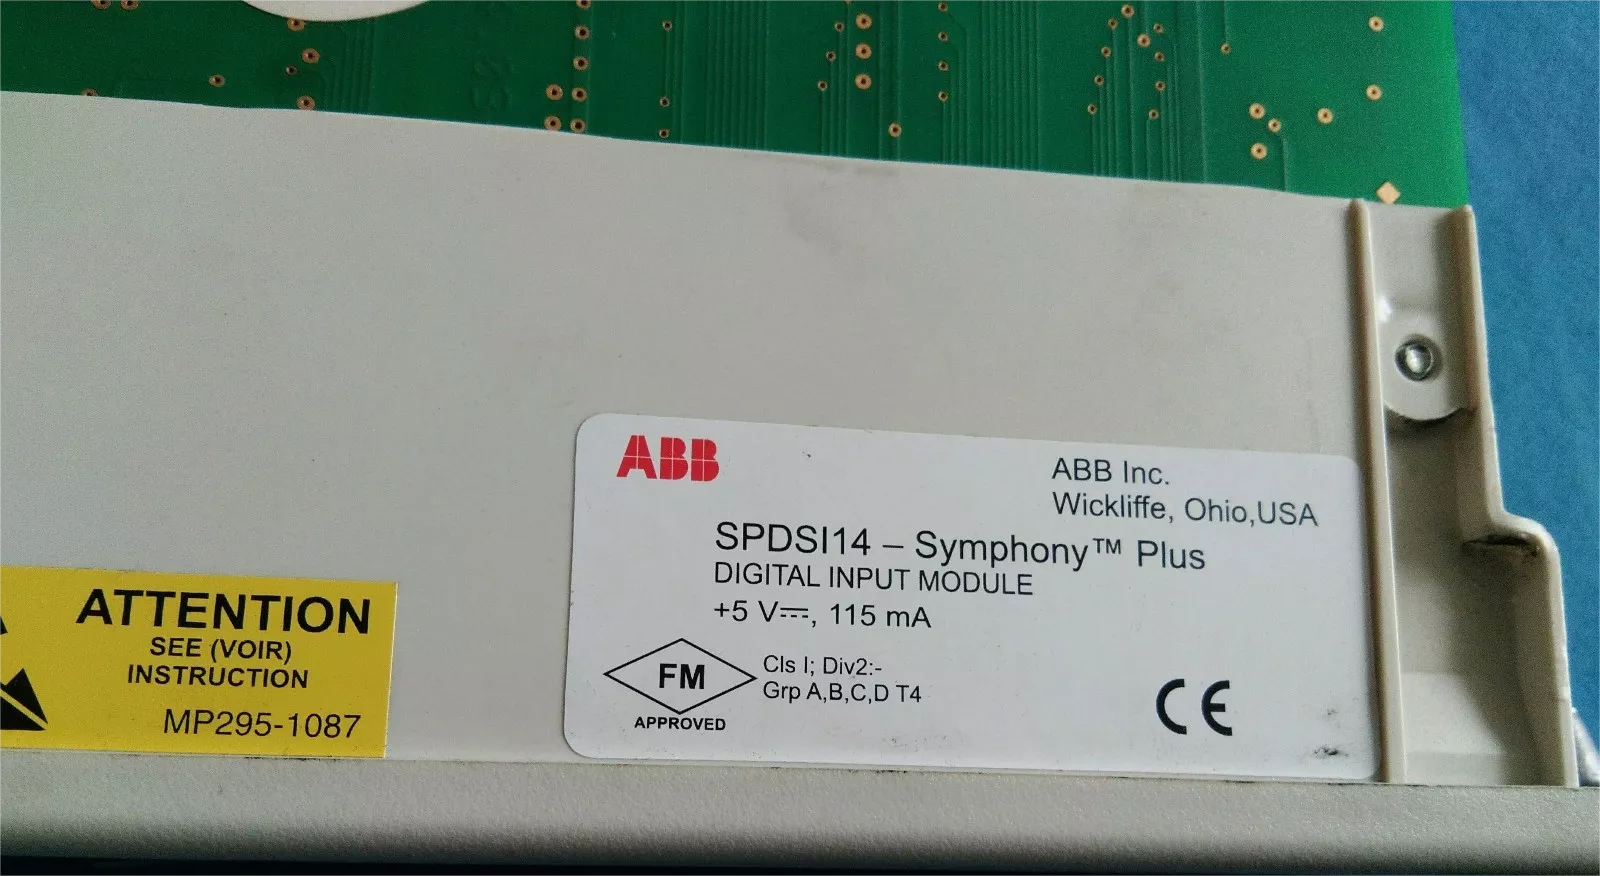 ABB
ABB Inc.
Wickliffe, Ohio,USA
SPDSI14 – Symphony™ Plus
DIGITAL INPUT MODULE
+5 V⎓, 115 mA
FM
APPROVED
Cls I; Div2:-
Grp A,B,C,D T4
CE
ATTENTION
SEE (VOIR)
INSTRUCTION
MP295-1087